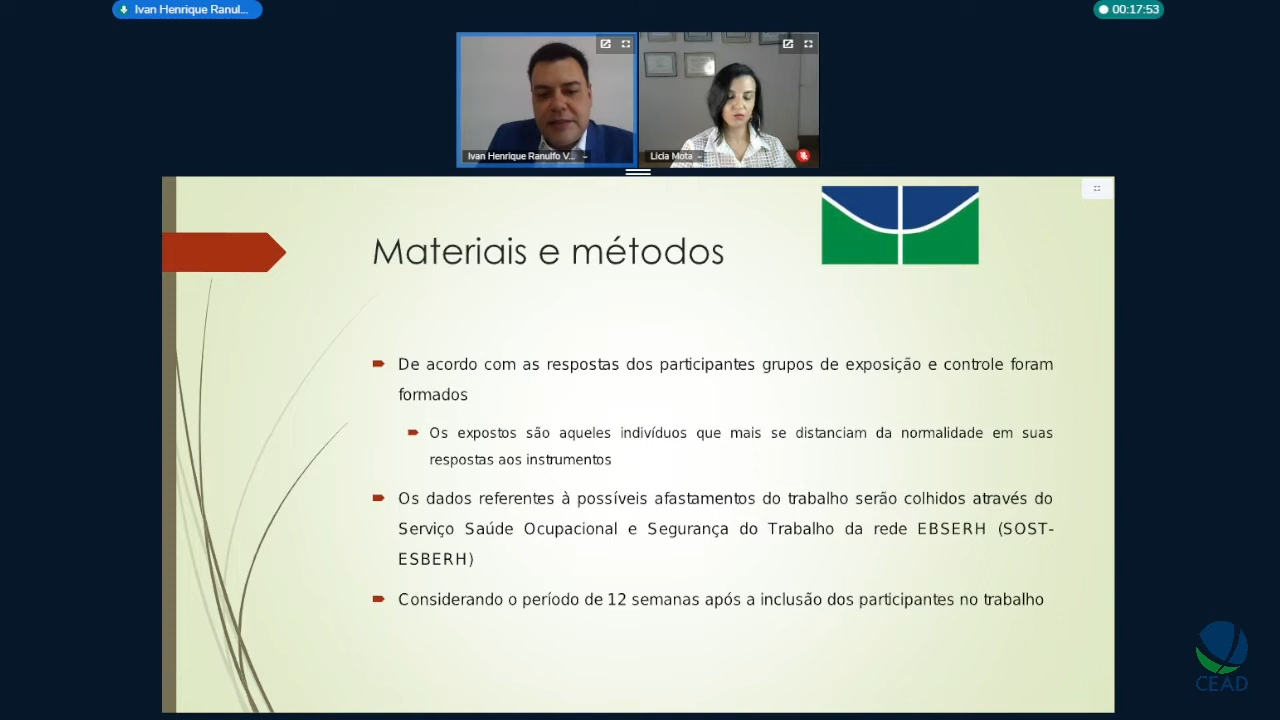 Ivan Henrique Ranul...
00:17:53
Ivan Henrique Ranulfo V...
Licia Mota
Materiais e métodos
De acordo com as respostas dos participantes grupos de exposição e controle foram
formados
Os expostos são aqueles indivíduos que mais se distanciam da normalidade em suas
respostas aos instrumentos
Os dados referentes à possíveis afastamentos do trabalho serão colhidos através do
Serviço Saúde Ocupacional e Segurança do Trabalho da rede EBSERH (SOST-
ESBERH)
Considerando o período de 12 semanas após a inclusão dos participantes no trabalho
CEAD